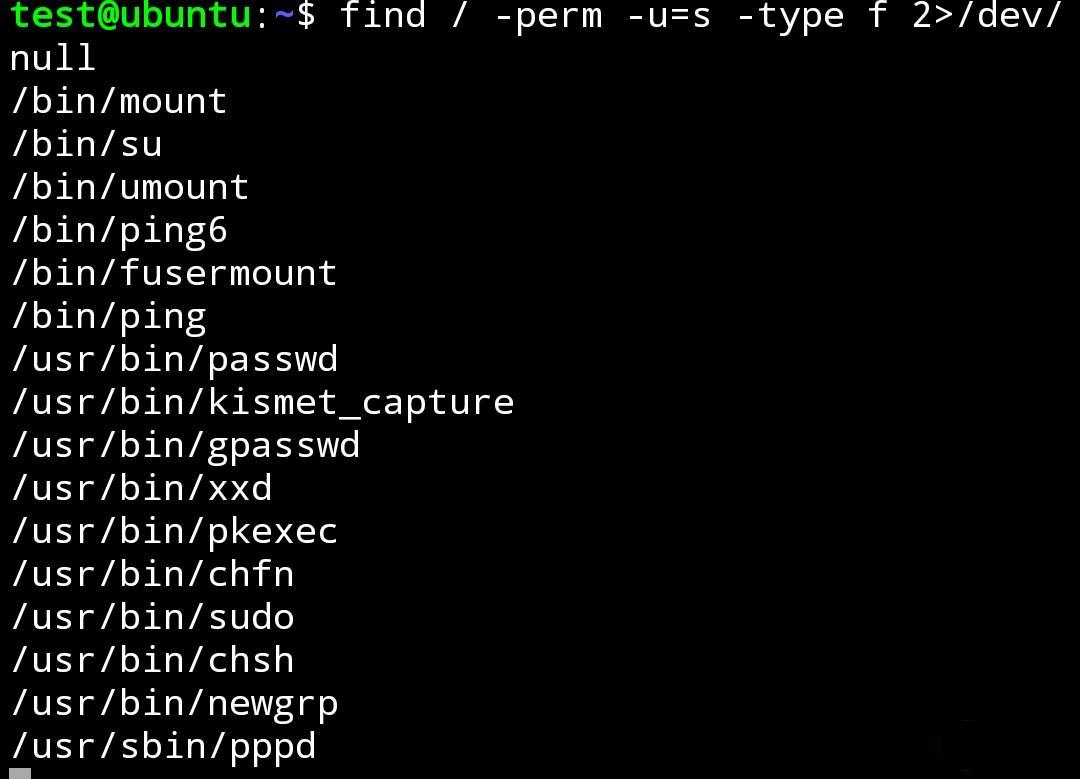 test@ubuntu:~$ find / -perm -u=s -type f 2>/dev/
null
/bin/mount
/bin/su
/bin/umount
/bin/ping6
/bin/fusermount
/bin/ping
/usr/bin/passwd
/usr/bin/kismet_capture
/usr/bin/gpasswd
/usr/bin/xxd
/usr/bin/pkexec
/usr/bin/chfn
/usr/bin/sudo
/usr/bin/chsh
/usr/bin/newgrp
/usr/sbin/pppd